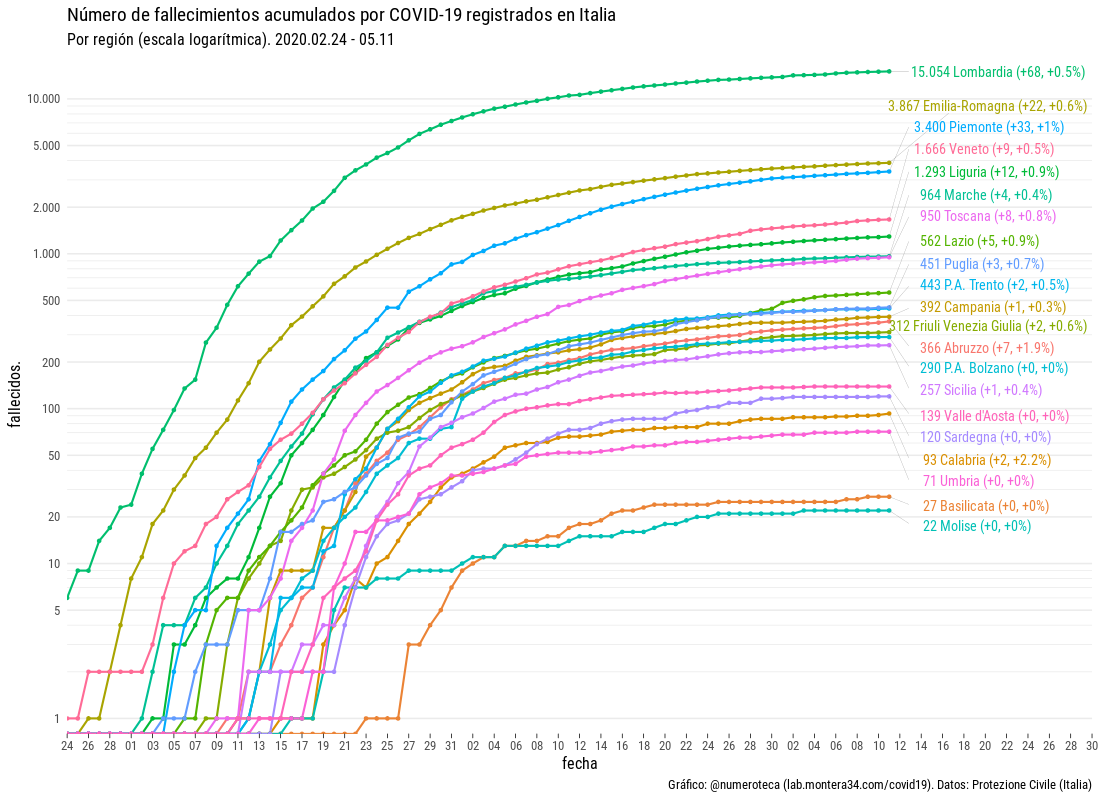 Número de fallecimientos acumulados por COVID-19 registrados en Italia
Por región (escala logarítmica). 2020.02.24 - 05.11
fallecidos.
10.000
5.000
2.000
1.000
500
200
100
50
20
10
5
1
15.054 Lombardia (+68, +0.5%)
3.867 Emilia-Romagna (+22, +0.6%)
3.400 Piemonte (+33, +1%)
1.666 Veneto (+9, +0.5%)
1.293 Liguria (+12, +0.9%)
964 Marche (+4, +0.4%)
950 Toscana (+8, +0.8%)
562 Lazio (+5, +0.9%)
451 Puglia (+3, +0.7%)
443 P.A. Trento (+2, +0.5%)
392 Campania (+1, +0.3%)
312 Friuli Venezia Giulia (+2, +0.6%)
366 Abruzzo (+7, +1.9%)
290 P.A. Bolzano (+0, +0%)
257 Sicilia (+1, +0.4%)
139 Valle d'Aosta (+0, +0%)
120 Sardegna (+0, +0%)
93 Calabria (+2, +2.2%)
71 Umbria (+0, +0%)
27 Basilicata (+0, +0%)
22 Molise (+0, +0%)
24 26 28 01 03 05 07 09 11 13 15 17 19 21 23 25 27 29 31 02 04 06 08 10 12 14 16 18 20 22 24 26 28 30 02 04 06 08 10 12 14 16 18 20 22 24 26 28 30
fecha
Gráfico: @numeroteca (lab.montera34.com/covid19). Datos: Protezione Civile (Italia)